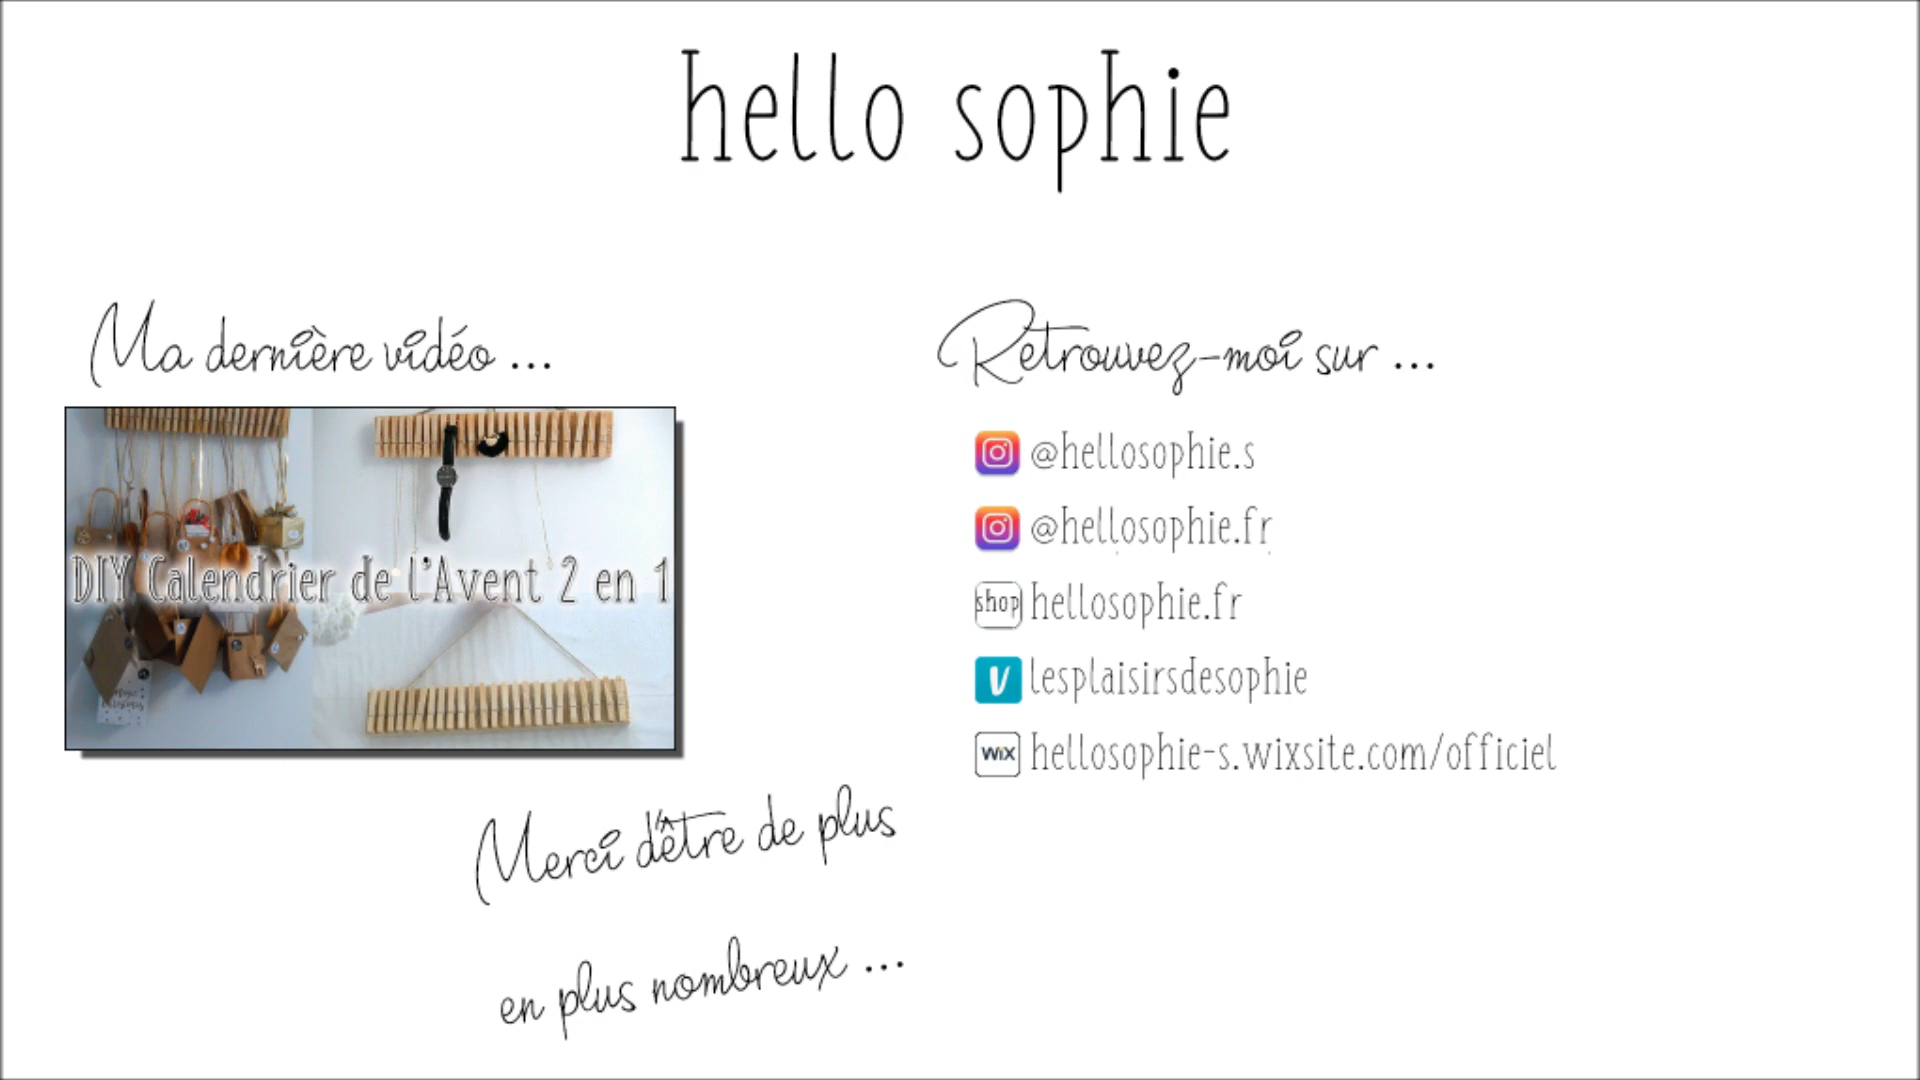 hello sophie
Ma dernière vidéo ...
DIY Calendrier de l'Avent 2 en 1
Retrouvez-moi sur ...
@hellosophie.s
@hellosophie.fr
shop hellosophie.fr
V lesplaisirsdesophie
WiX hellosophie-s.wixsite.com/officiel
Merci d'être de plus
en plus nombreux ...